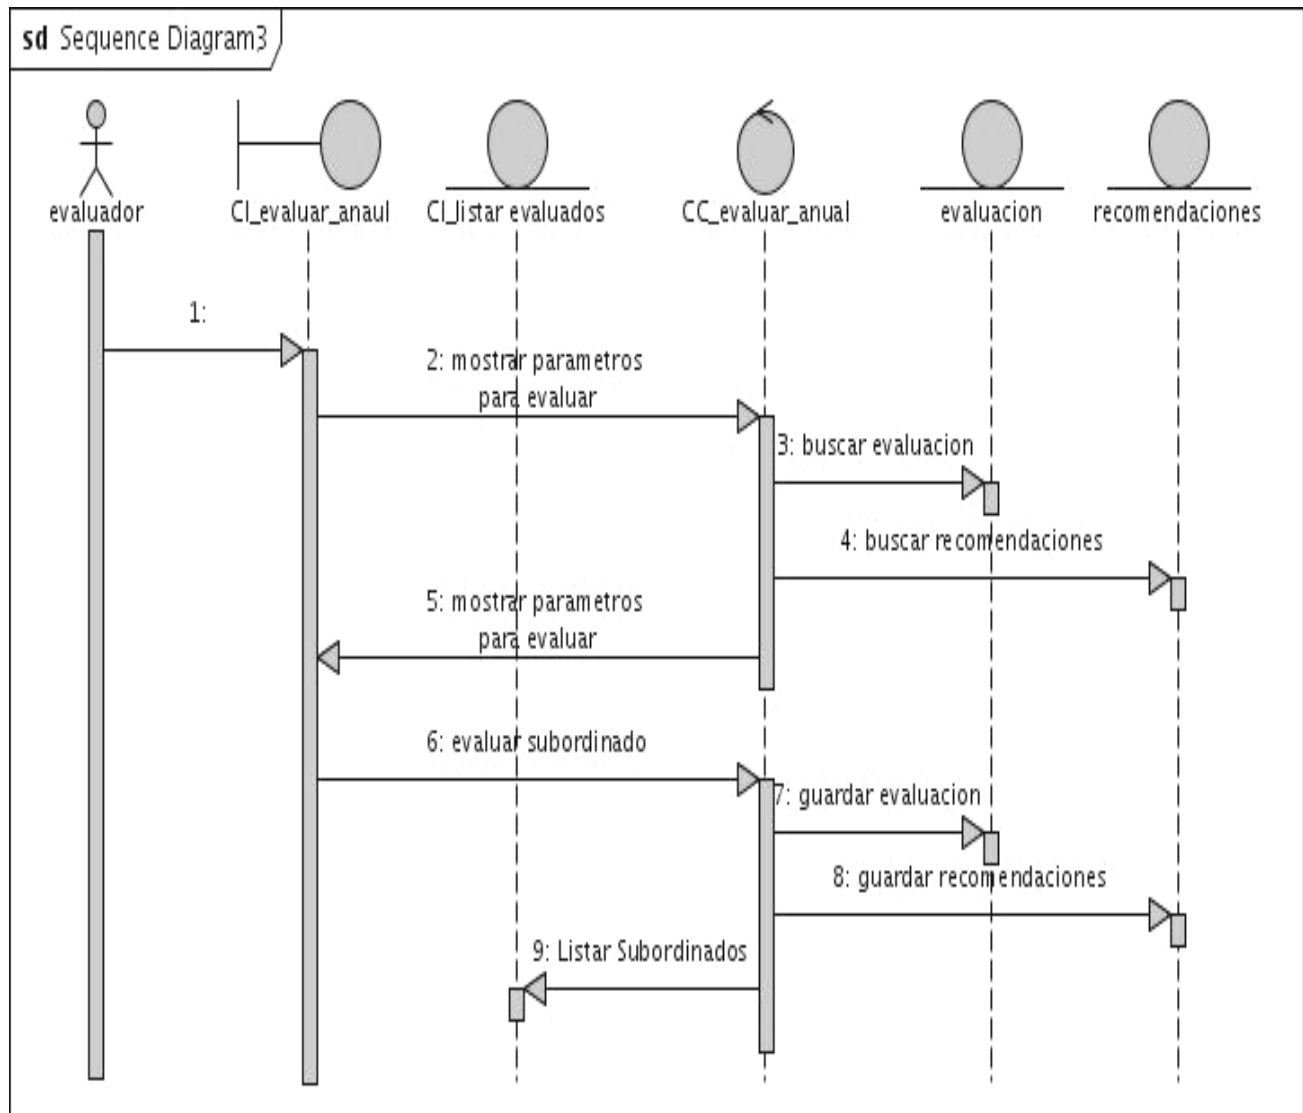 sd Sequence Diagram3
evaluador
CI_evaluar_anaul
CI_listar evaluados
CC_evaluar_anual
evaluacion
recomendaciones
1:
2: mostrar parametros
para evaluar
3: buscar evaluacion
4: buscar recomendaciones
5: mostrar parametros
para evaluar
6: evaluar subordinado
7: guardar evaluacion
8: guardar recomendaciones
9: Listar Subordinados